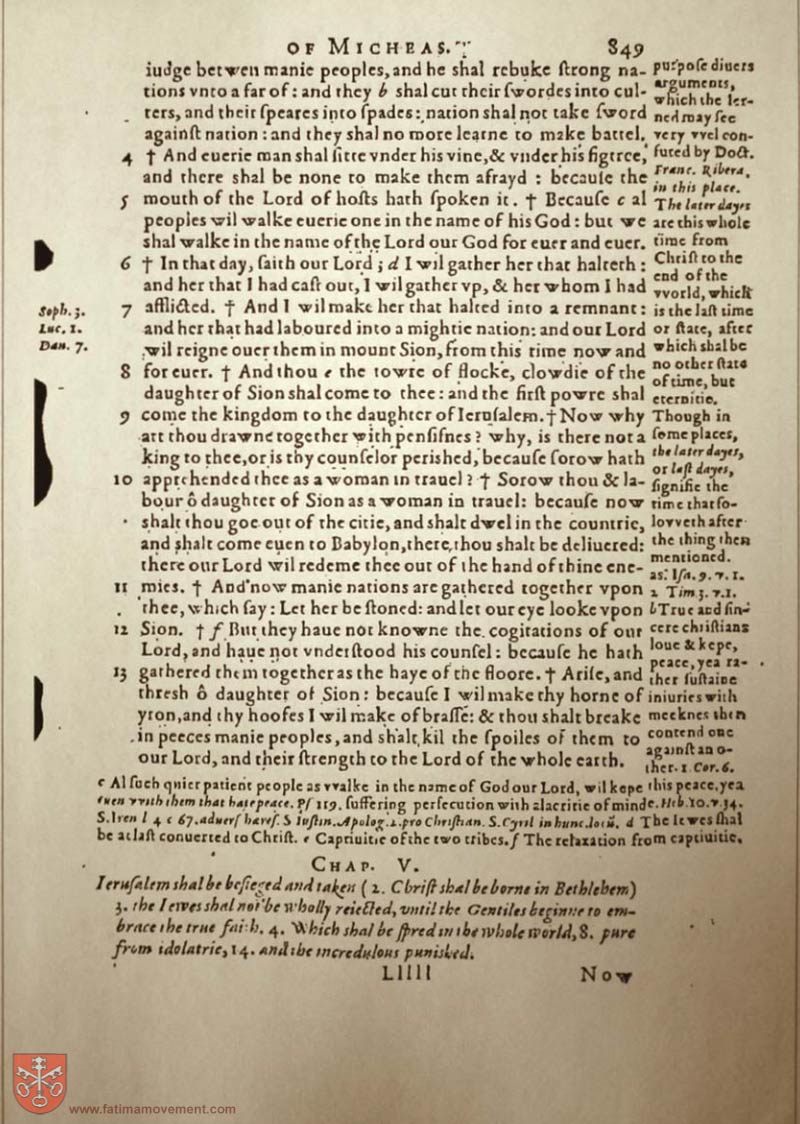 OF MICHEAS. 849
iudge betwen manie peoples, and he shal rebuke ſtrong na-
tions vnto a far of: and they b shal cut their ſwordes into cul-
ters, and their ſpeares into ſpades: nation shal not take ſword
againſt nation: and they shal no more learne to make battel.
4 † And euerie man shal ſitte vnder his vine, & vnder his figtree,
and there shal be none to make them afrayd: becauſe the
5 mouth of the Lord of hoſts hath ſpoken it. † Becauſe c al
peoples wil walke euerie one in the name of his God: but we
shal walke in the name of the Lord our God for euer and euer.
6 † In that day, ſaith our Lord; d I wil gather her that halteth:
and her that I had caſt out, I wil gather vp, & her whom I had
7 afflicted. † And I wil make her that halted into a remnant:
and her that had laboured into a mightie nation: and our Lord
wil reigne ouer them in mount Sion, from this time now and
8 for euer. † And thou e the towre of flocke, clowdie of the
daughter of Sion shal come to thee: and the firſt powre shal
9 come the kingdom to the daughter of Ieruſalem. † Now why
art thou drawne together with penſifnes? why, is there not a
king to thee, or is thy counſelor perished, becauſe ſorow hath
10 apprehended thee as a woman in trauel? † Sorow thou & la-
bour ô daughter of Sion as a woman in trauel: becauſe now
shalt thou goe out of the citie, and shalt dwel in the countrie,
and shalt come euen to Babylon, there, thou shalt be deliuered:
there our Lord wil redeme thee out of the hand of thine ene-
11 mies. † And now manie nations are gathered together vpon
thee, which ſay: Let her be ſtoned: and let our eye looke vpon
12 Sion. † f But they haue not knowne the cogitations of our
Lord, and haue not vnderſtood his counſel: becauſe he hath
13 gathered them together as the haye of the floore. † Ariſe, and
thresh ô daughter of Sion: becauſe I wil make thy horne of
yron, and thy hoofes I wil make of braſſe: & thou shalt breake
in peeces manie peoples, and shalt kil the ſpoiles of them to
our Lord, and their ſtrength to the Lord of the whole earth.
Soph. 3.
Luc. 1.
Dan. 7.
purpoſe diuers
arguments,
which the ler-
ned may ſee
very vvel con-
futed by Doct.
Franc. Ribera,
in this place.
The later dayes
are this whole
time from
Chriſt to the
end of the
vvorld, which
is the laſt time
or ſtate, after
which shal be
no other ſtate
of time, but
eternitie.
Though in
ſome places,
the later dayes,
or laſt dayes,
ſignifie the
time that fo-
lovveth after
the thing then
mentioned.
as. Iſa. 9. v. 1.
2 Tim 3. v. 1.
b True and ſin-
cere chriſtians
loue & kepe,
peace, yea ra-
ther ſuſtaine
iniuries with
meeknes then
contend one
againſt an o-
ther. 1. Cor. 6.
c Al ſuch quiet patient people as vvalke in the name of God our Lord, wil kepe this peace, yea
euen vvith them that hate peace. Pſ 119. ſuffering perſecution with alacritie of minde. Heb. 10. v. 34.
S. Iren l 4 c 67. aduerſ hæreſ. S Iuſtin. Apolog. 2. pro Chriſtian. S. Cyril in hunc locū. d The Iewes ſhal
be at laſt conuerted to Chriſt. e Captiuitie of the two tribes. f The relaxation from captiuitie.
CHAP. V.
Ieruſalem shal be beſieged and taken (2. Chriſt shal be borne in Bethlehem)
3. the Iewes shal not be wholly reiected, vntil the Gentiles beginne to em-
brace the true faith. 4. Which shal be ſpred in the whole world, 8. pure
from idolatrie, 14. and the incredulous punished.
Lllll Now
www.fatimamovement.com